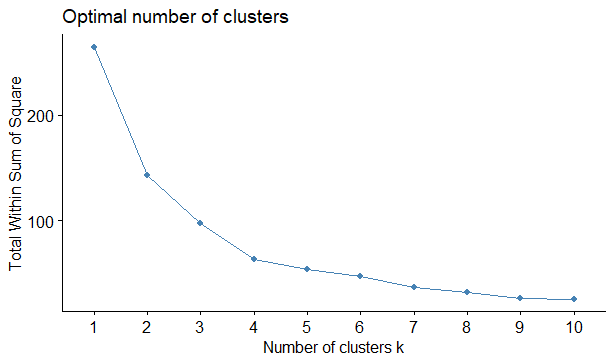 Optimal number of clusters
Total Within Sum of Square
200
100
1 2 3 4 5 6 7 8 9 10
Number of clusters k